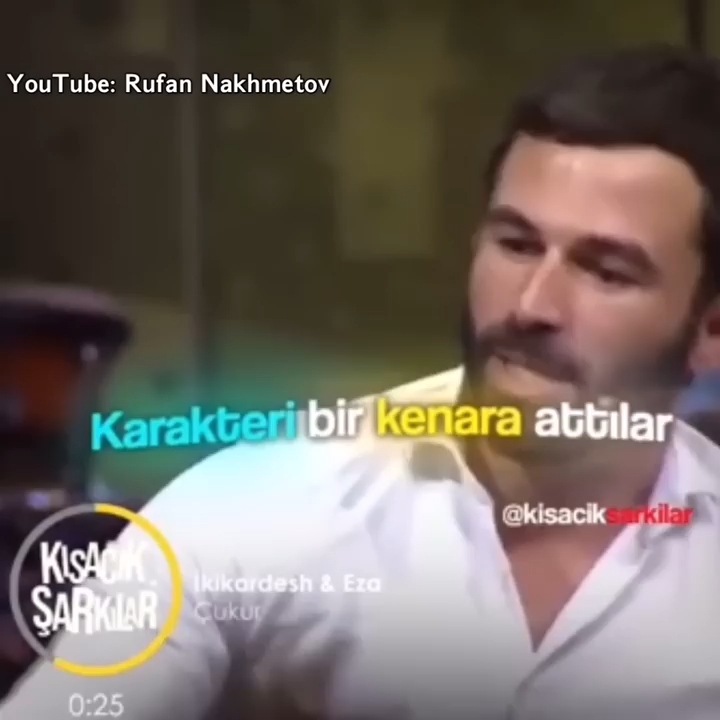 YouTube: Rufan Nakhmetov
Karakteri bir kenara attılar
@kisaciksarkilar
KISACIK
ŞARKILAR
İkikardesh & Eza
Çukur
0:25